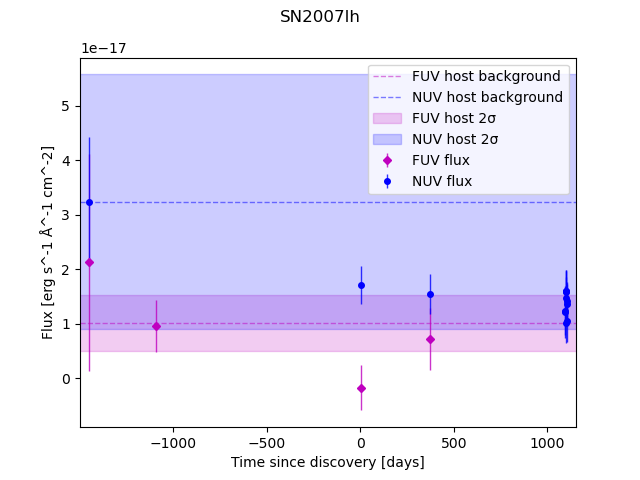 SN2007lh
1e−17
FUV host background
NUV host background
FUV host 2σ
NUV host 2σ
FUV flux
NUV flux
5
4
3
2
1
0
Flux [erg s^-1 Å^-1 cm^-2]
−1000
−500
0
500
1000
Time since discovery [days]